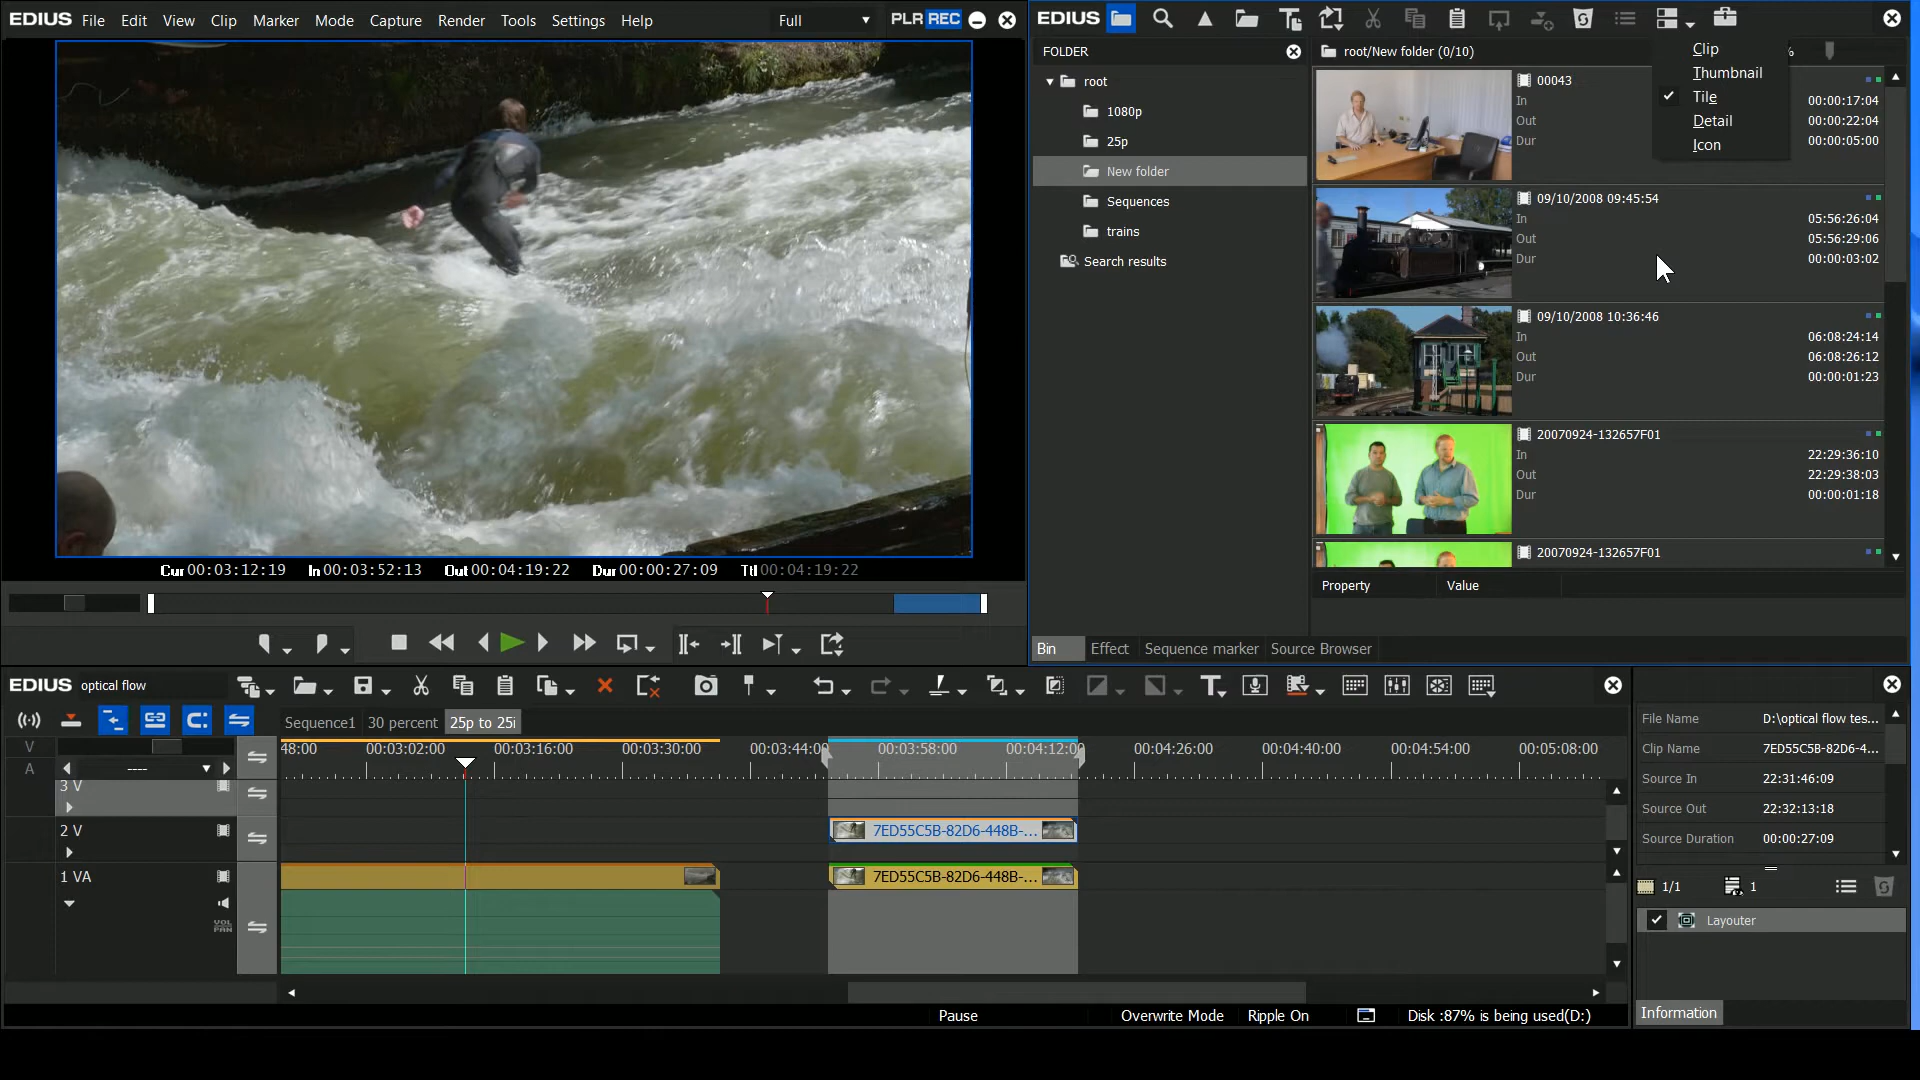 EDIUS File Edit View Clip Marker Mode Capture Render Tools Settings Help Full PLR REC
Cur 00:03:12:19 In 00:03:52:13 Out 00:04:19:22 Dur 00:00:27:09 Ttl 00:04:19:22
EDIUS
FOLDER
root
1080p
25p
New folder
Sequences
trains
Search results
root/New folder (0/10) %
Clip
Thumbnail
Tile
Detail
Icon
00043
In 00:00:17:04
Out 00:00:22:04
Dur 00:00:05:00
09/10/2008 09:45:54
In 05:56:26:04
Out 05:56:29:06
Dur 00:00:03:02
09/10/2008 10:36:46
In 06:08:24:14
Out 06:08:26:12
Dur 00:00:01:23
20070924-132657F01
In 22:29:36:10
Out 22:29:38:03
Dur 00:00:01:18
20070924-132657F01
Property Value
Bin Effect Sequence marker Source Browser
EDIUS optical flow
Sequence1 30 percent 25p to 25i
V 48:00 00:03:02:00 00:03:16:00 00:03:30:00 00:03:44:00 00:03:58:00 00:04:12:00 00:04:26:00 00:04:40:00 00:04:54:00 00:05:08:00
A ----
3 V
2 V 7ED55C5B-82D6-448B-...
1 VA 7ED55C5B-82D6-448B-...
VOL
PAN
Pause Overwrite Mode Ripple On Disk :87% is being used(D:)
File Name D:\optical flow tes...
Clip Name 7ED55C5B-82D6-4...
Source In 22:31:46:09
Source Out 22:32:13:18
Source Duration 00:00:27:09
1/1 1
Layouter
Information